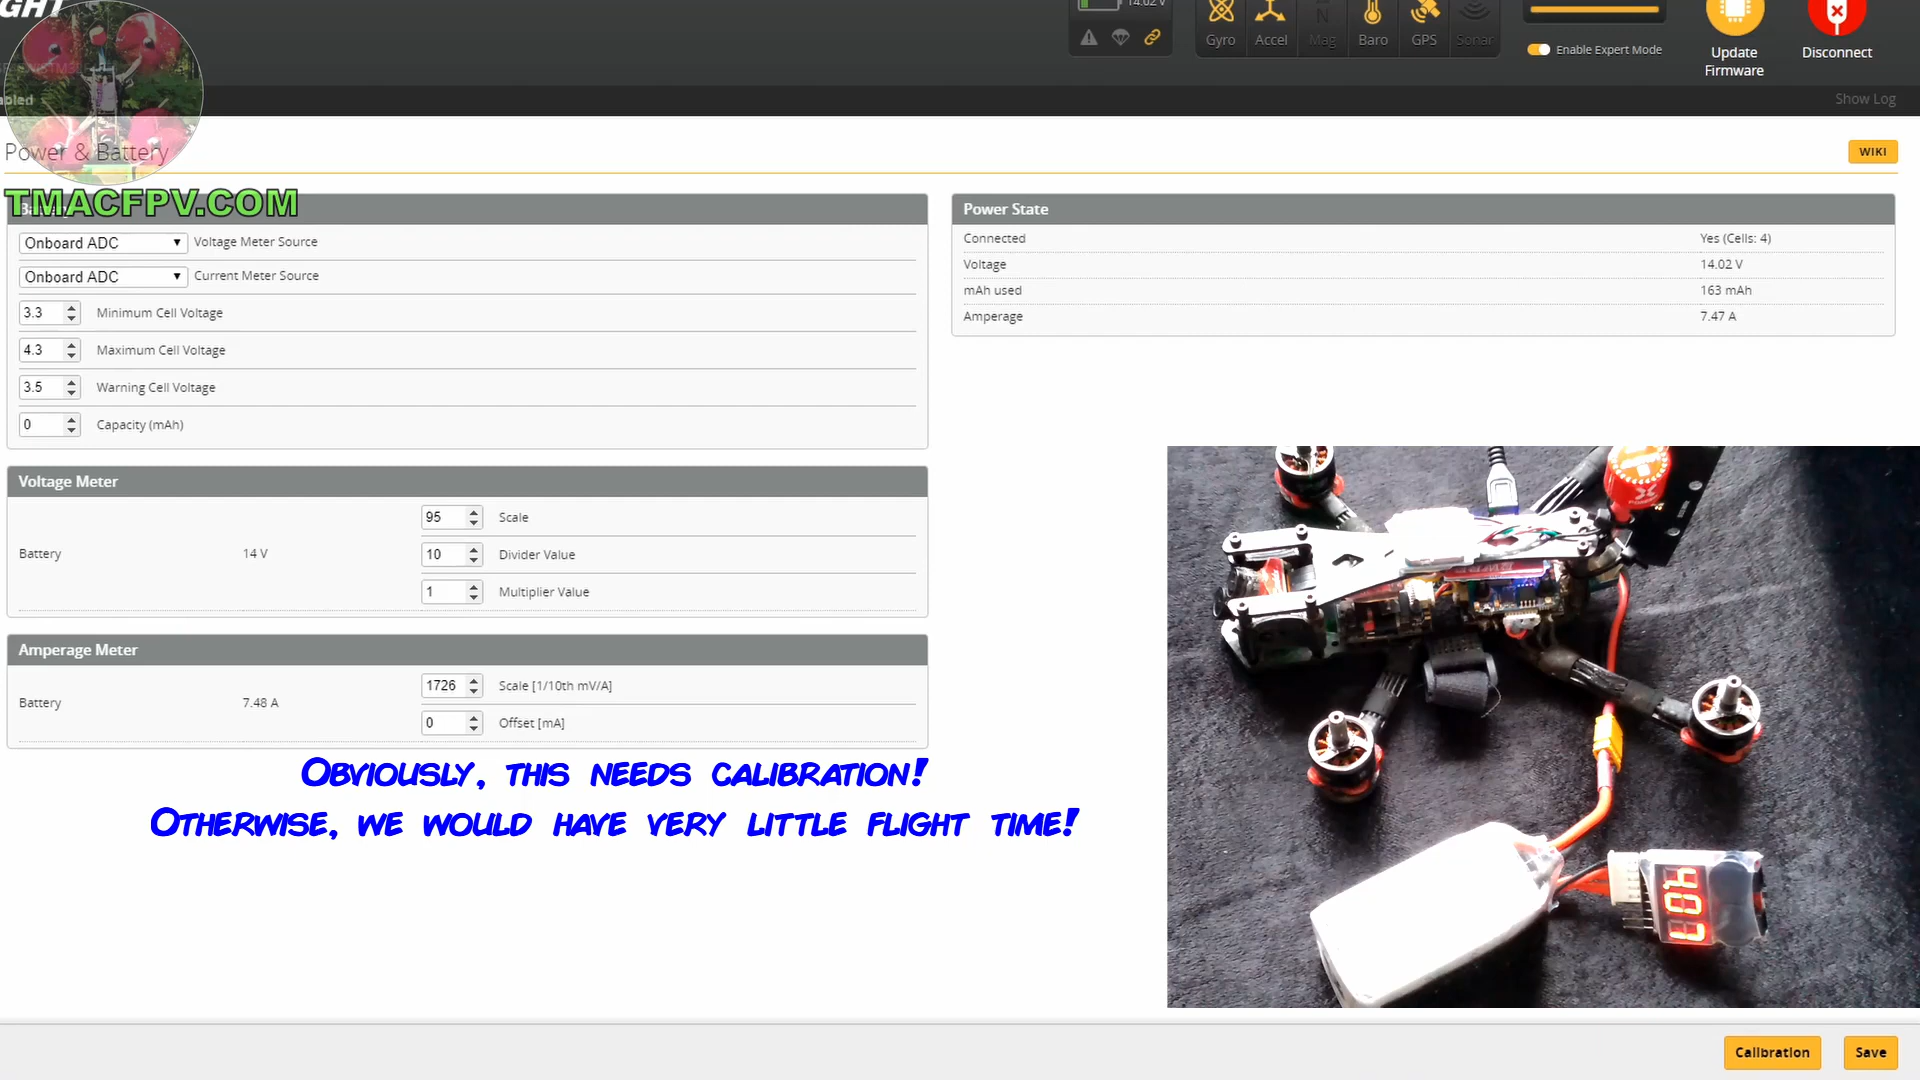 GHT
14.02 V
Gyro
Accel
Mag
Baro
GPS
Sonar
Enable Expert Mode
Update
Firmware
Disconnect
abled
Show Log
Power & Battery
WIKI
TMACFPV.COM
Power State
Onboard ADC Voltage Meter Source
Onboard ADC Current Meter Source
3.3 Minimum Cell Voltage
4.3 Maximum Cell Voltage
3.5 Warning Cell Voltage
0 Capacity (mAh)
Connected Yes (Cells: 4)
Voltage 14.02 V
mAh used 163 mAh
Amperage 7.47 A
Voltage Meter
95 Scale
Battery 14 V 10 Divider Value
1 Multiplier Value
Amperage Meter
1726 Scale [1/10th mV/A]
Battery 7.48 A
0 Offset [mA]
Obviously, this needs calibration!
Otherwise, we would have very little flight time!
4.07
Calibration
Save